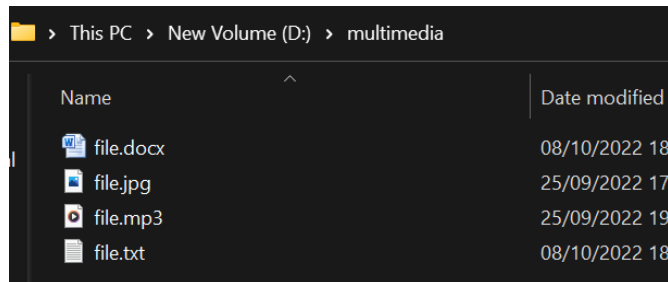 This PC > New Volume (D:) > multimedia
Name Date modified
file.docx 08/10/2022 18
file.jpg 25/09/2022 17
file.mp3 25/09/2022 19
file.txt 08/10/2022 18